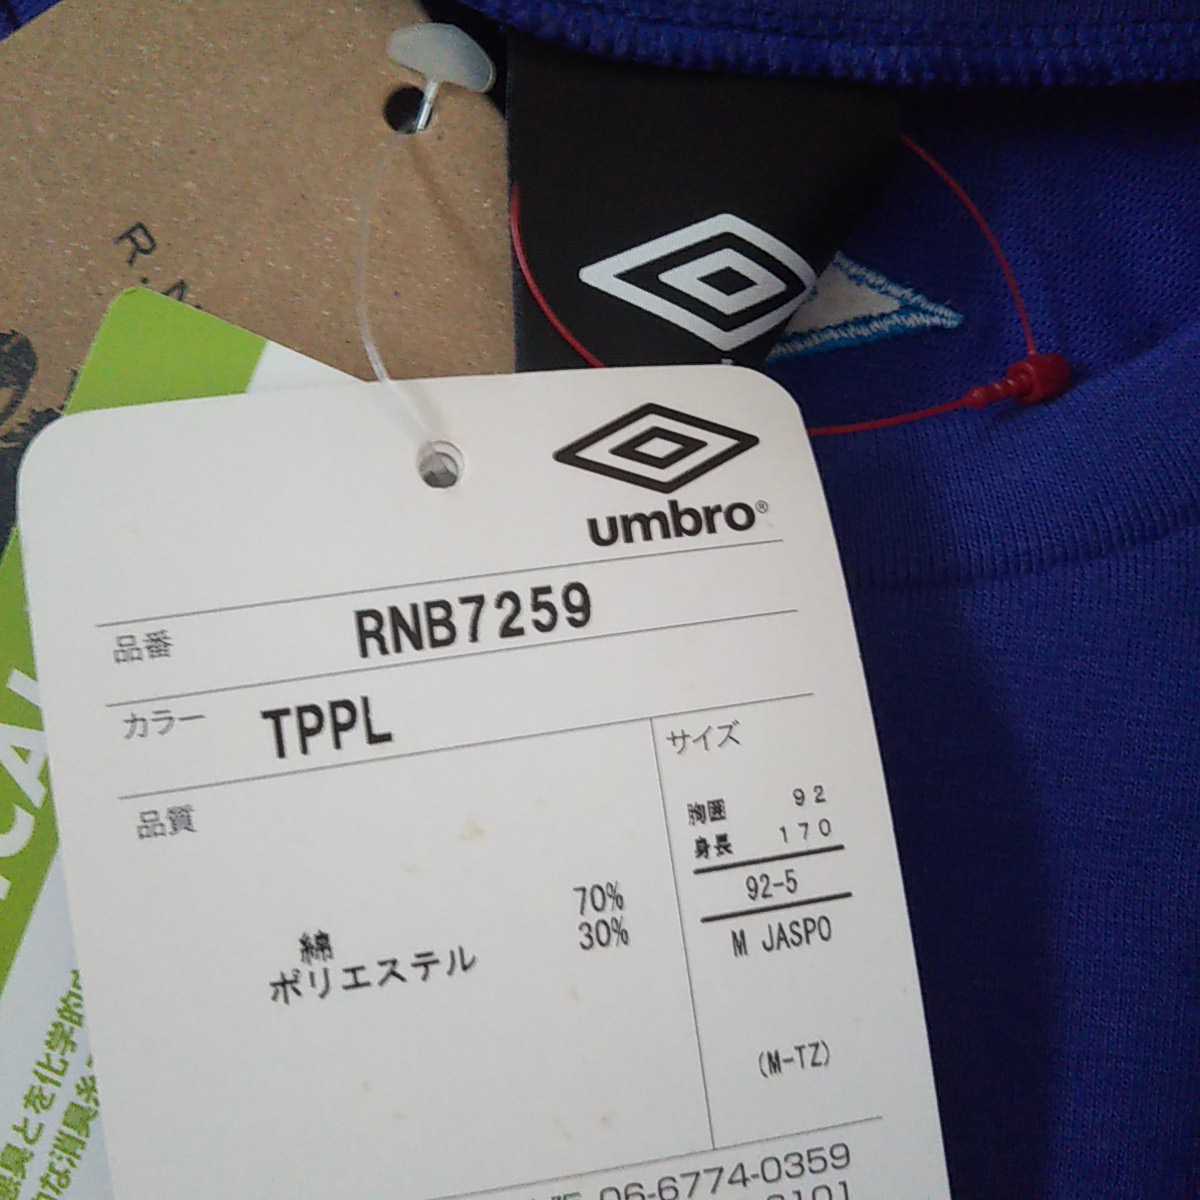 umbro®
品番 RNB7259
カラー TPPL
品質
サイズ
胸囲 92
身長 170
92-5
M JASPO
綿 70%
ポリエステル 30%
(M-TZ)
06-6774-0359